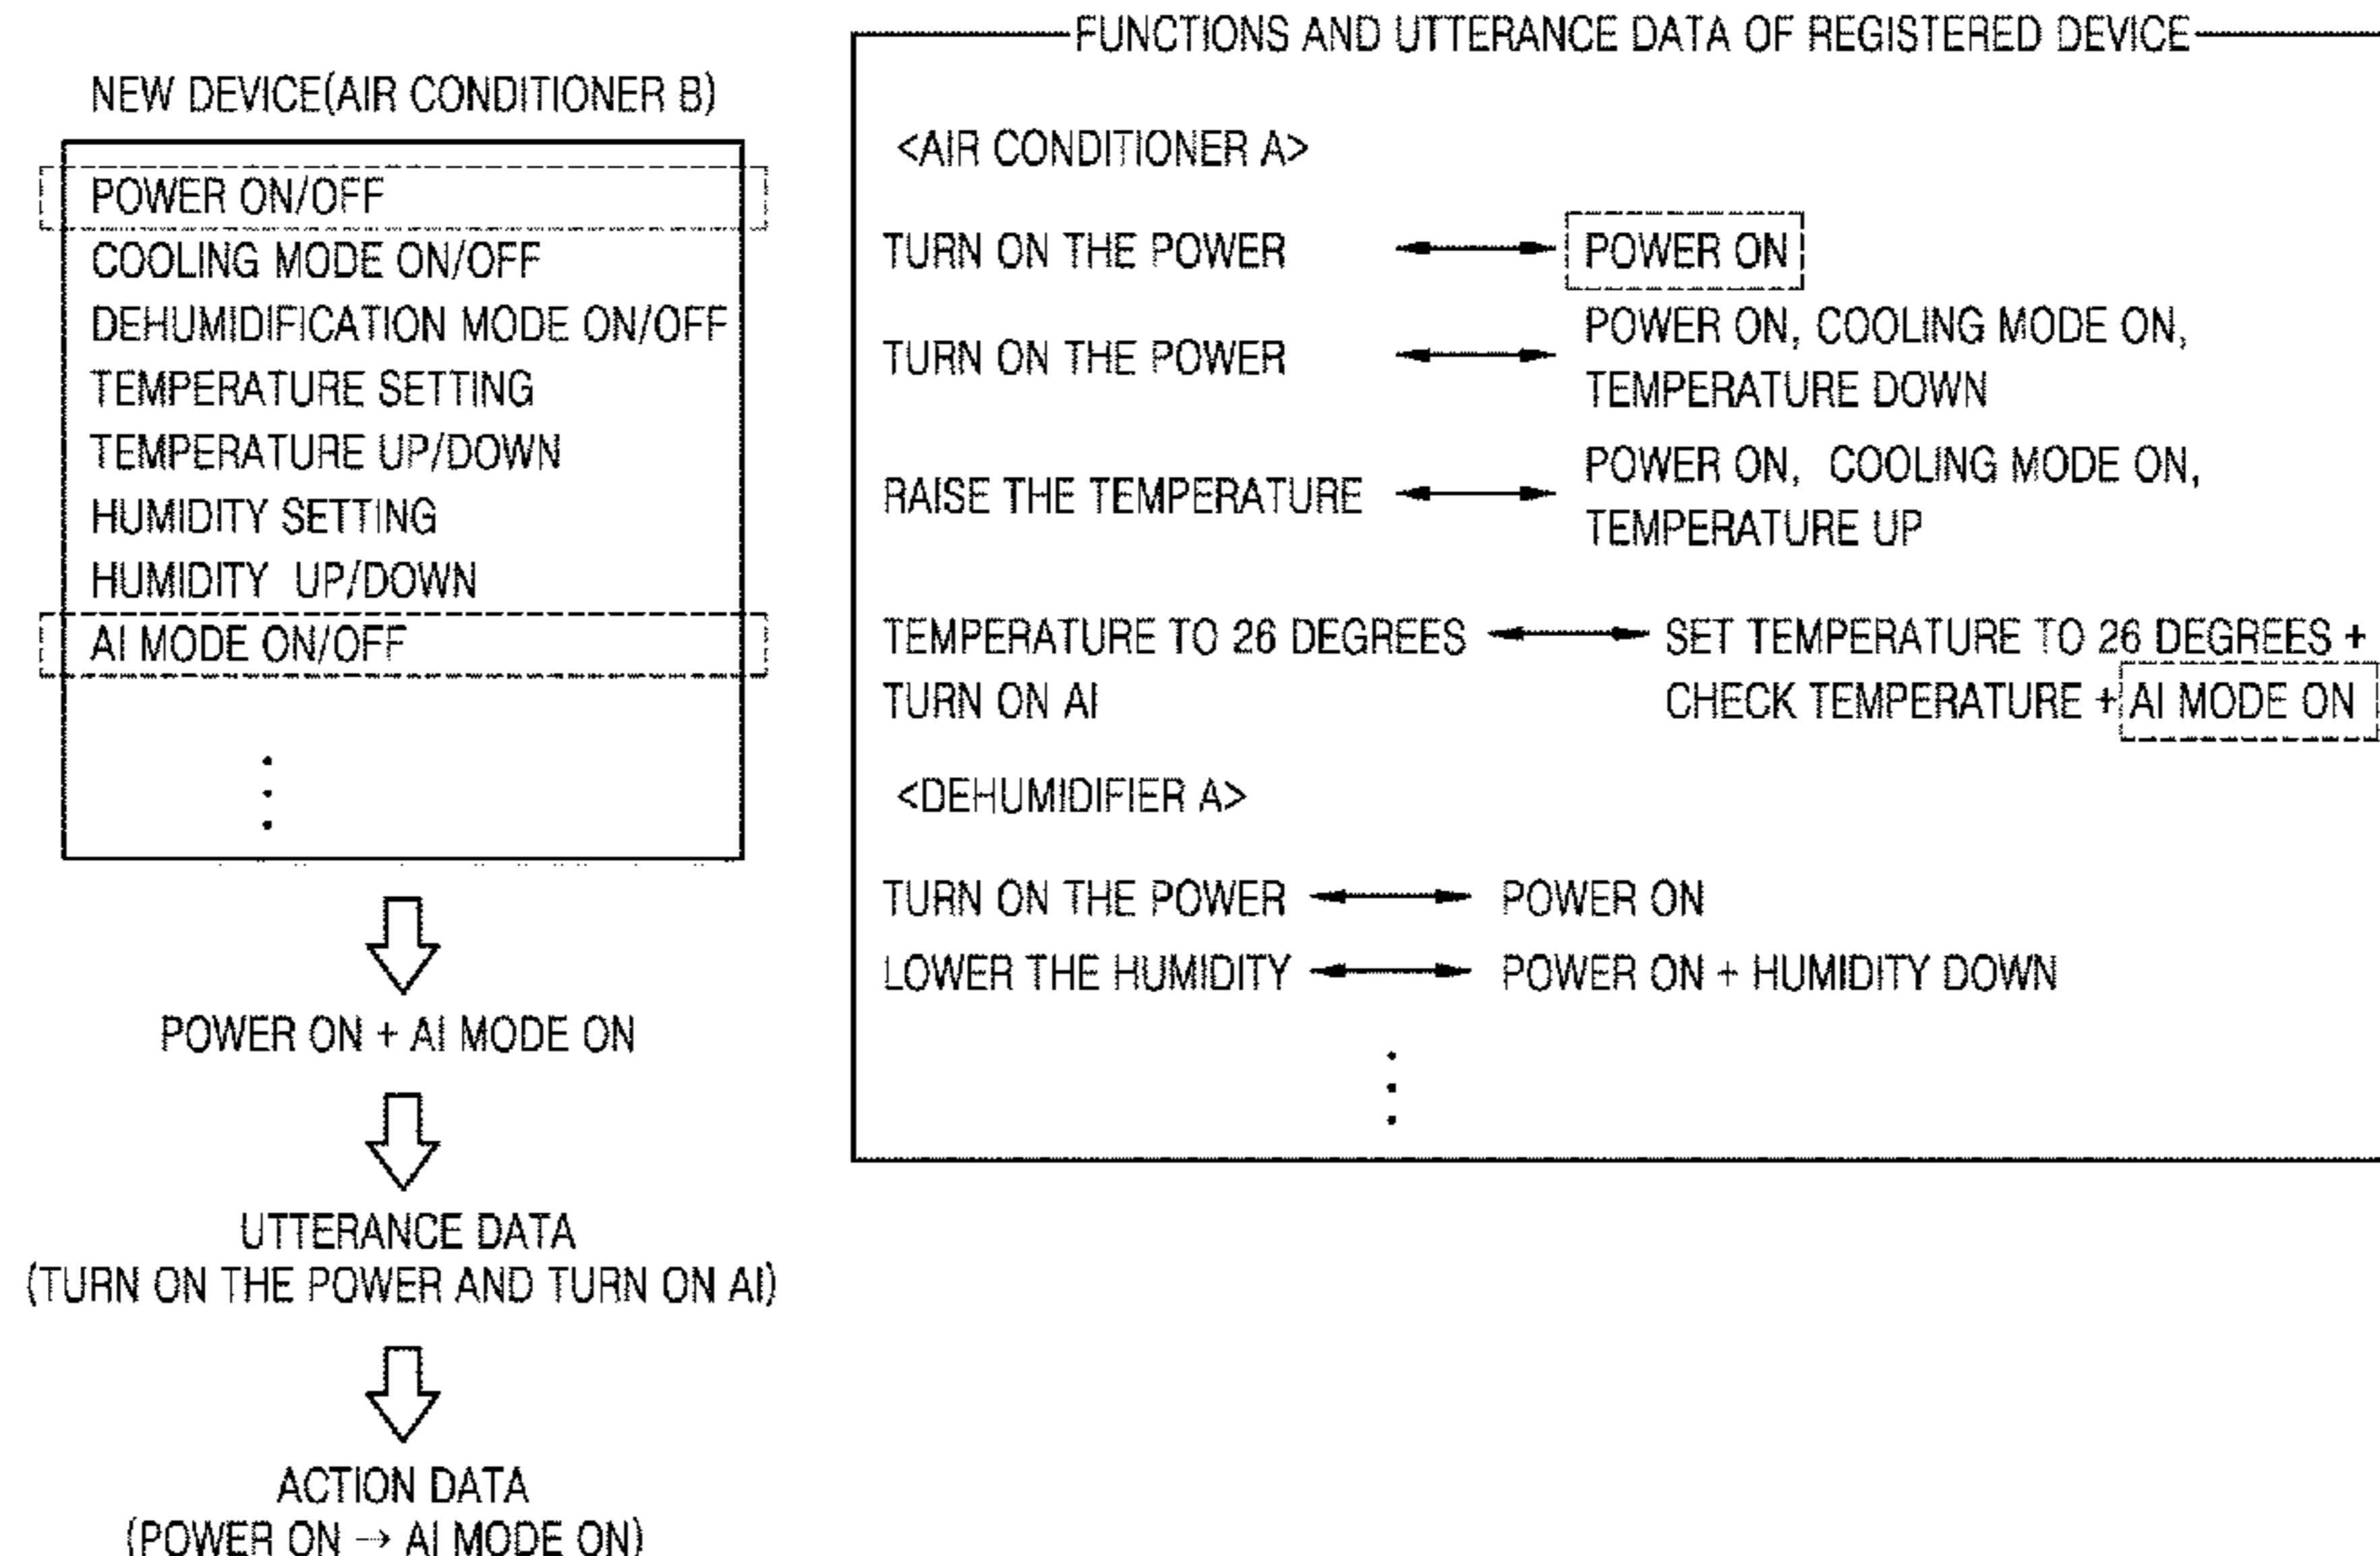 NEW DEVICE(AIR CONDITIONER B)
POWER ON/OFF
COOLING MODE ON/OFF
DEHUMIDIFICATION MODE ON/OFF
TEMPERATURE SETTING
TEMPERATURE UP/DOWN
HUMIDITY SETTING
HUMIDITY UP/DOWN
AI MODE ON/OFF
POWER ON + AI MODE ON
UTTERANCE DATA
(TURN ON THE POWER AND TURN ON AI)
ACTION DATA
(POWER ON → AI MODE ON)
FUNCTIONS AND UTTERANCE DATA OF REGISTERED DEVICE
<AIR CONDITIONER A>
TURN ON THE POWER ↔ POWER ON
TURN ON THE POWER ↔ POWER ON, COOLING MODE ON,
TEMPERATURE DOWN
RAISE THE TEMPERATURE ↔ POWER ON, COOLING MODE ON,
TEMPERATURE UP
TEMPERATURE TO 26 DEGREES ↔ SET TEMPERATURE TO 26 DEGREES +
TURN ON AI CHECK TEMPERATURE + AI MODE ON
<DEHUMIDIFIER A>
TURN ON THE POWER ↔ POWER ON
LOWER THE HUMIDITY ↔ POWER ON + HUMIDITY DOWN